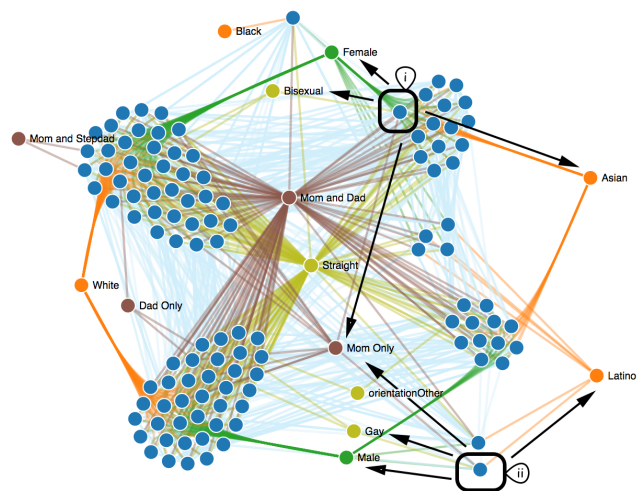 Black
Female
i
Bisexual
Mom and Stepdad
Asian
Mom and Dad
Straight
White
Dad Only
Mom Only
Latino
orientationOther
Gay
Male
ii